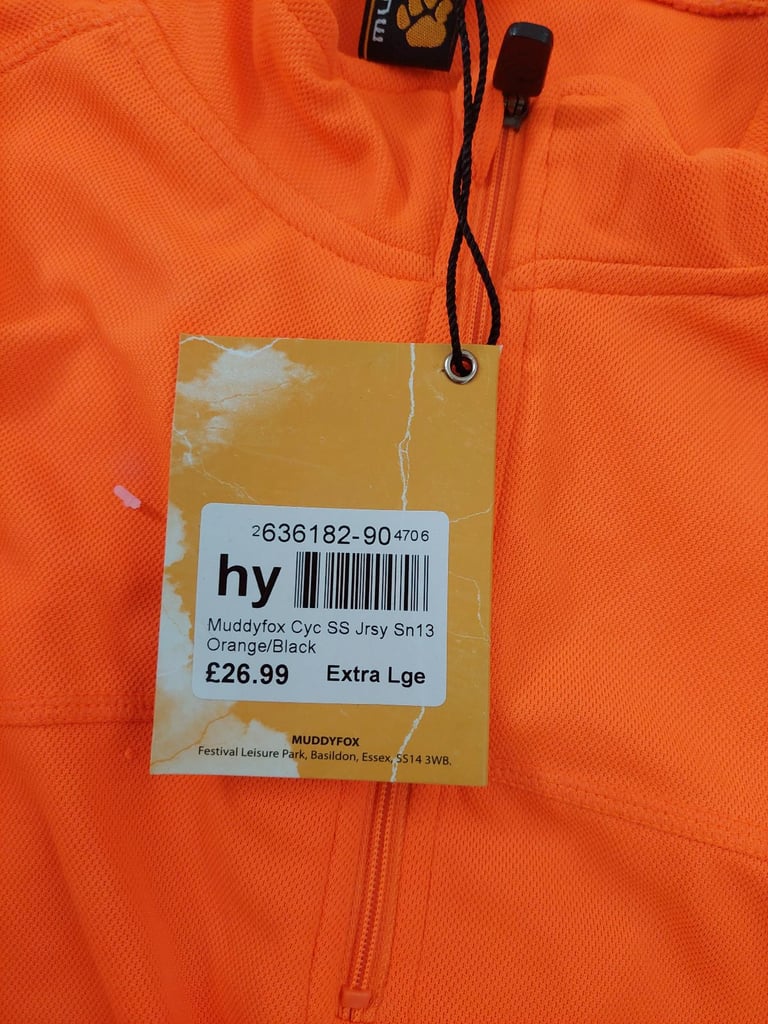 mu
2636182-904706
hy
Muddyfox Cyc SS Jrsy Sn13
Orange/Black
£26.99 Extra Lge
MUDDYFOX
Festival Leisure Park, Basildon, Essex, SS14 3WB.